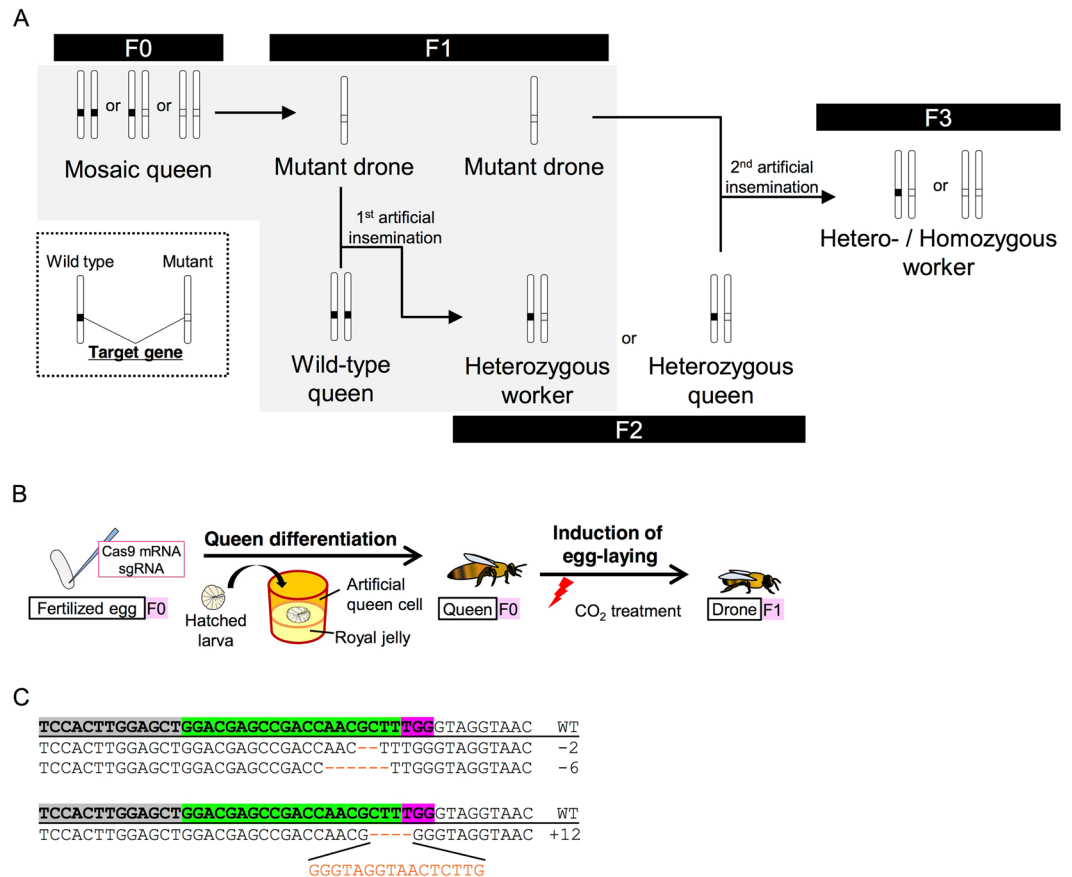 A
F0
F1
or
or
Mosaic queen
Mutant drone
Mutant drone
F3
2nd artificial
insemination
or
Hetero- / Homozygous
worker
1st artificial
insemination
Wild type
Mutant
Target gene
Wild-type
queen
Heterozygous
worker
or
Heterozygous
queen
F2
B
Cas9 mRNA
sgRNA
Fertilized egg F0
Queen differentiation
Hatched
larva
Artificial
queen cell
Royal jelly
Queen F0
Induction of
egg-laying
CO2 treatment
Drone F1
C
TCCACTTGGAGCTGGACGAGCCGACCAACGCTTTGGGTAGGTAAC WT
TCCACTTGGAGCTGGACGAGCCGACCAAC--TTTGGGTAGGTAAC -2
TCCACTTGGAGCTGGACGAGCCGACC------TTGGGTAGGTAAC -6
TCCACTTGGAGCTGGACGAGCCGACCAACGCTTTGGGTAGGTAAC WT
TCCACTTGGAGCTGGACGAGCCGACCAACG----GGGTAGGTAAC +12
GGGTAGGTAACTCTTG